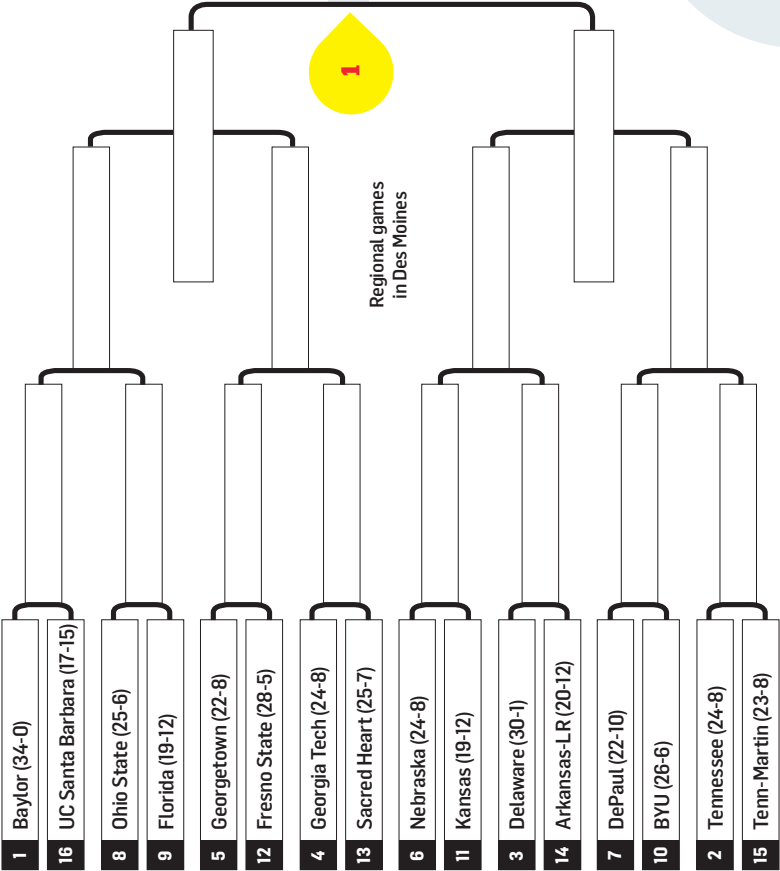 1 Baylor (34-0)
16 UC Santa Barbara (17-15)
8 Ohio State (25-6)
9 Florida (19-12)
5 Georgetown (22-8)
12 Fresno State (28-5)
4 Georgia Tech (24-8)
13 Sacred Heart (25-7)
6 Nebraska (24-8)
11 Kansas (19-12)
3 Delaware (30-1)
14 Arkansas-LR (20-12)
7 DePaul (22-10)
10 BYU (26-6)
2 Tennessee (24-8)
15 Tenn-Martin (23-8)
Regional games
in Des Moines
1